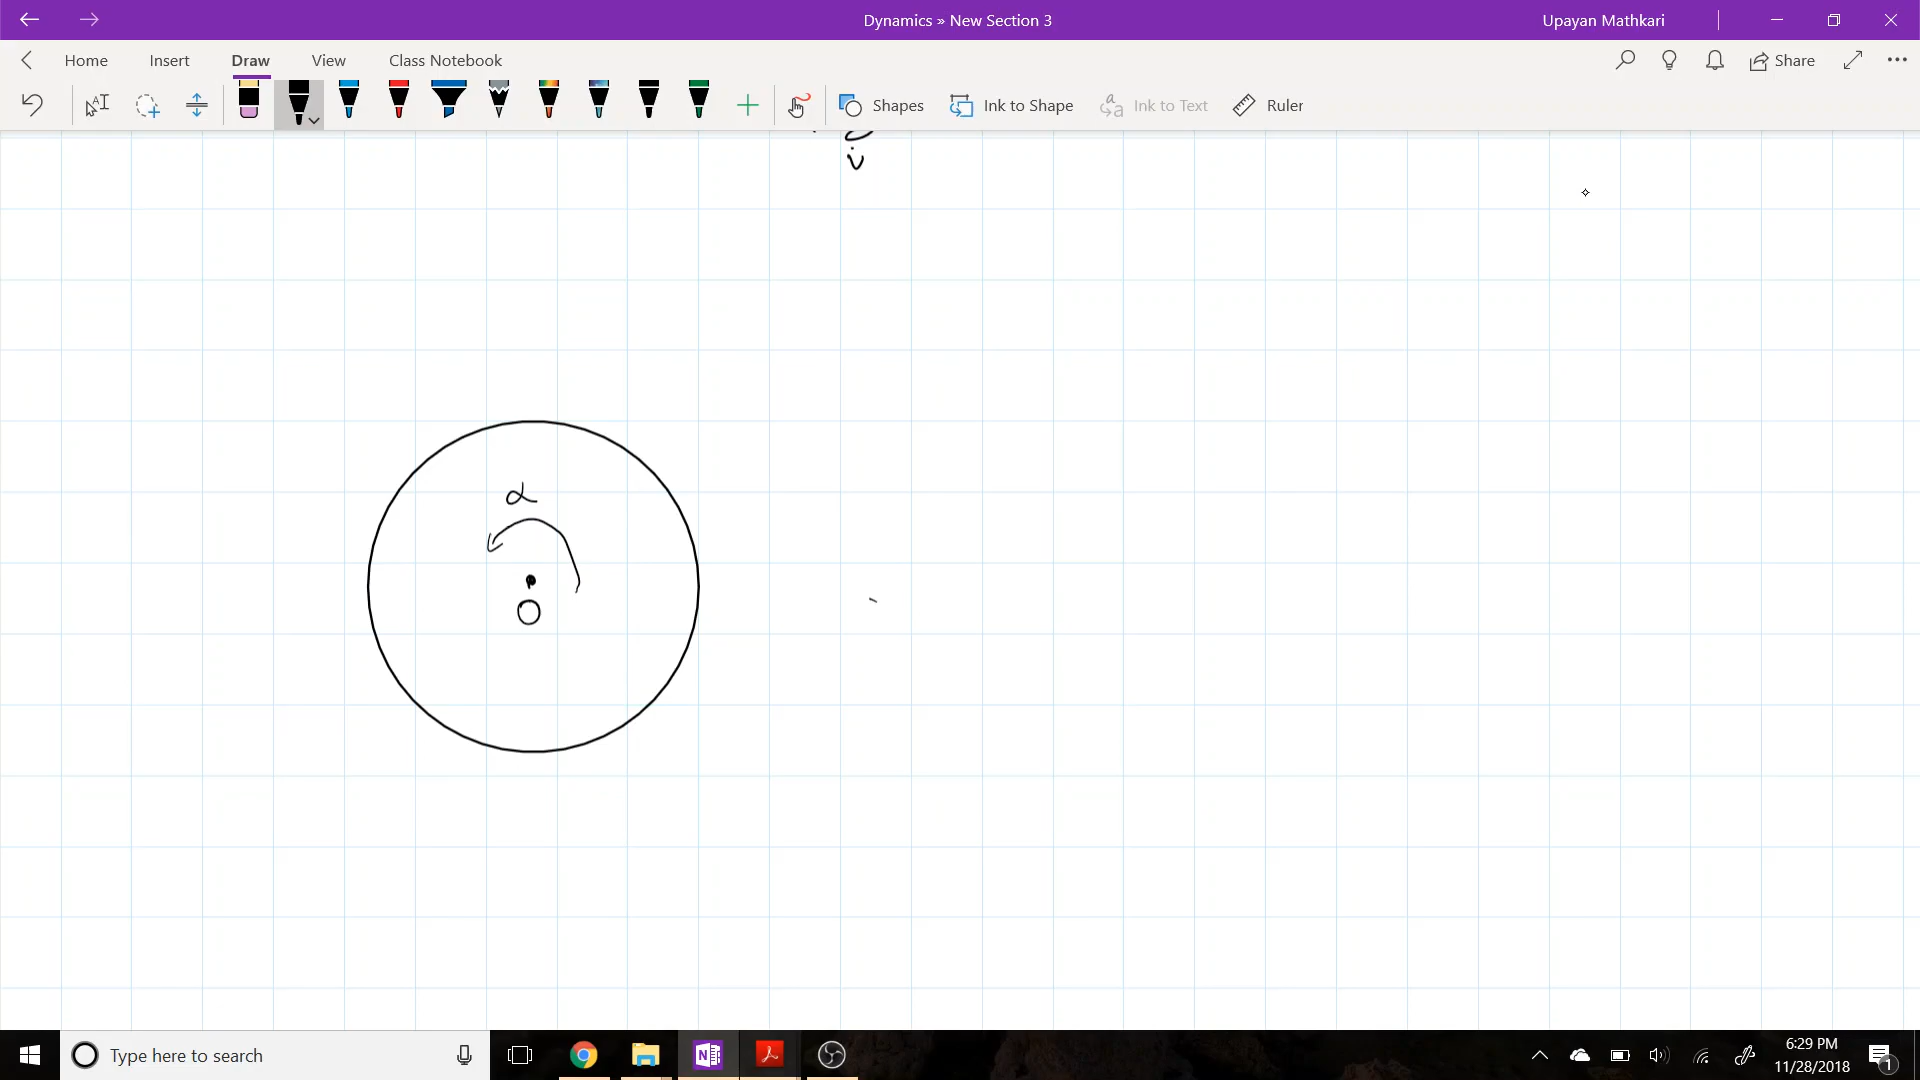 Dynamics » New Section 3
Upayan Mathkari
Home Insert Draw View Class Notebook
Share
Shapes Ink to Shape Ink to Text Ruler
i
α
O
Type here to search
6:29 PM
11/28/2018
1